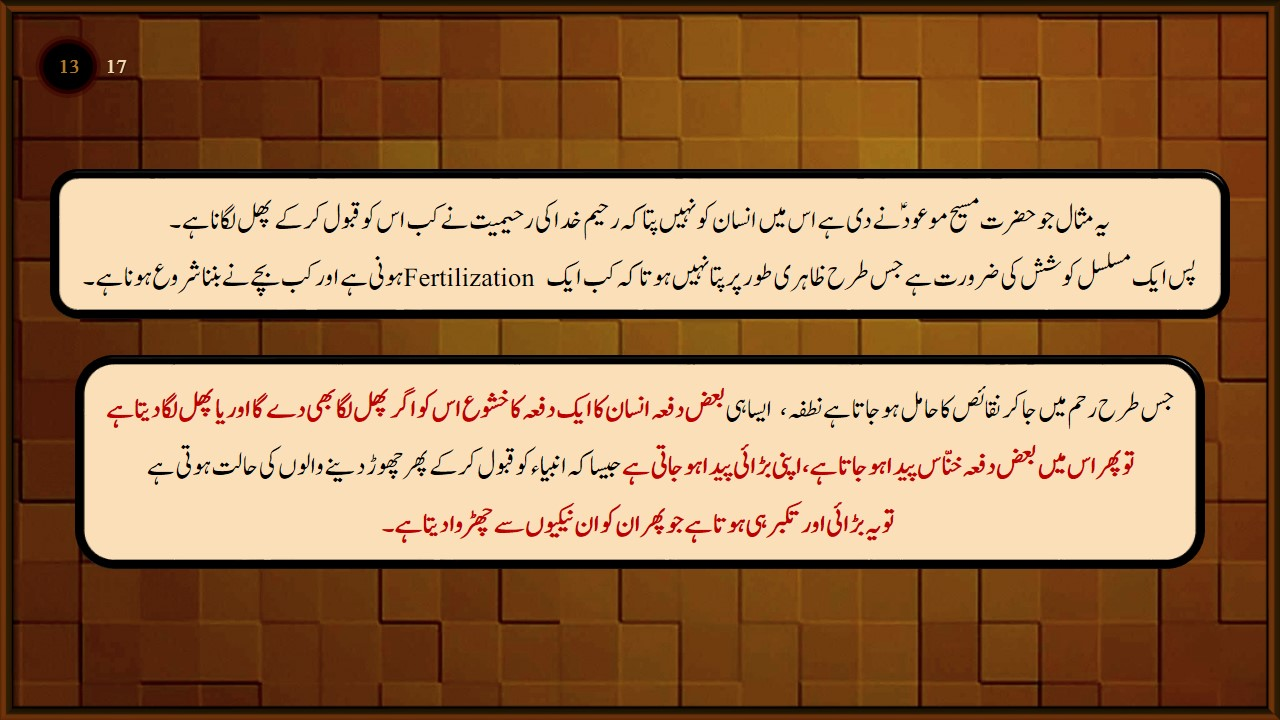 13 17
یہ مثال جو حضرت مسیح موعودؑ نے دی ہے اس میں انسان کو نہیں پتا کہ رحیم خدا کی رحیمیت نے کب اس کو قبول کر کے پھل لگانا ہے۔
پس ایک مسلسل کوشش کی ضرورت ہے جس طرح ظاہری طور پر پتا نہیں ہوتا کہ کب ایک Fertilization ہونی ہے اور کب بچے نے بننا شروع ہونا ہے۔
جس طرح رحم میں جا کر نقائص کا حامل ہو جاتا ہے نطفہ ، ایسا ہی بعض دفعہ انسان کا ایک دفعہ کا خشوع اس کو اگر پھل لگا بھی دے گا اور یا پھل لگا دیتا ہے
تو پھر اس میں بعض دفعہ خنّاس پیدا ہو جاتا ہے، اپنی بڑائی پیدا ہو جاتی ہے جیسا کہ انبیاء کو قبول کر کے پھر چھوڑ دینے والوں کی حالت ہوتی ہے
تو یہ بڑائی اور تکبر ہی ہوتا ہے جو پھر ان کو ان نیکیوں سے چھڑوا دیتا ہے۔